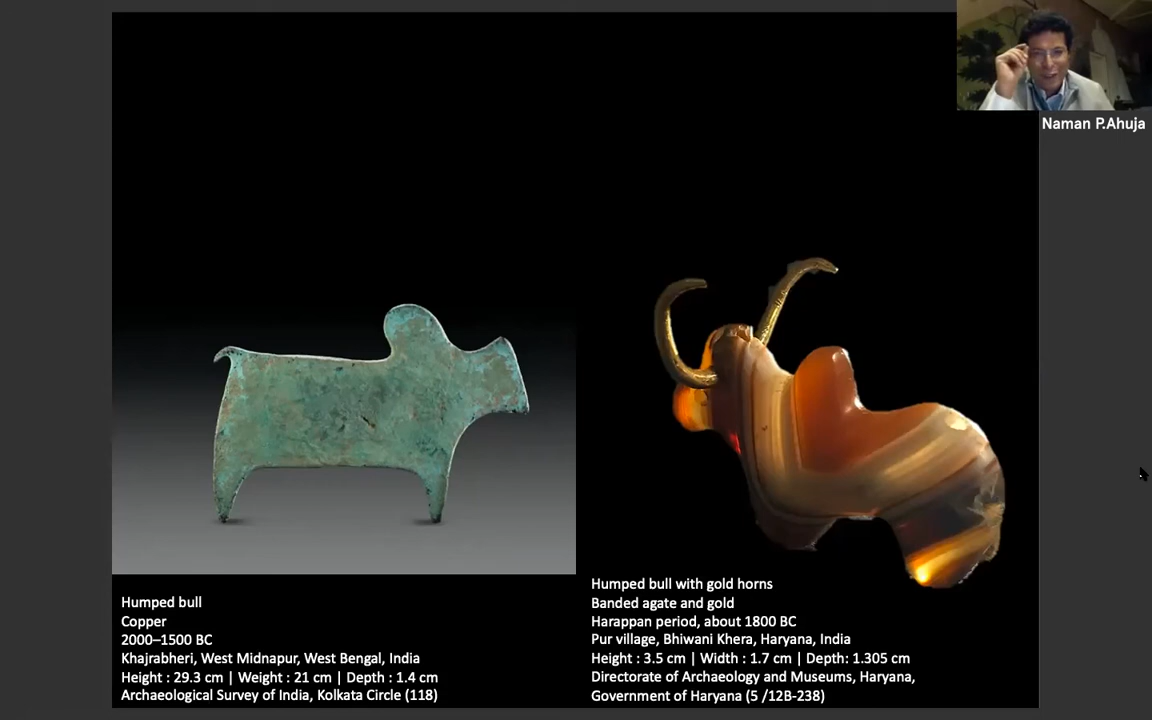 Naman P.Ahuja
Humped bull
Copper
2000–1500 BC
Khajrabheri, West Midnapur, West Bengal, India
Height : 29.3 cm | Weight : 21 cm | Depth : 1.4 cm
Archaeological Survey of India, Kolkata Circle (118)
Humped bull with gold horns
Banded agate and gold
Harappan period, about 1800 BC
Pur village, Bhiwani Khera, Haryana, India
Height : 3.5 cm | Width : 1.7 cm | Depth: 1.305 cm
Directorate of Archaeology and Museums, Haryana,
Government of Haryana (5 /12B-238)